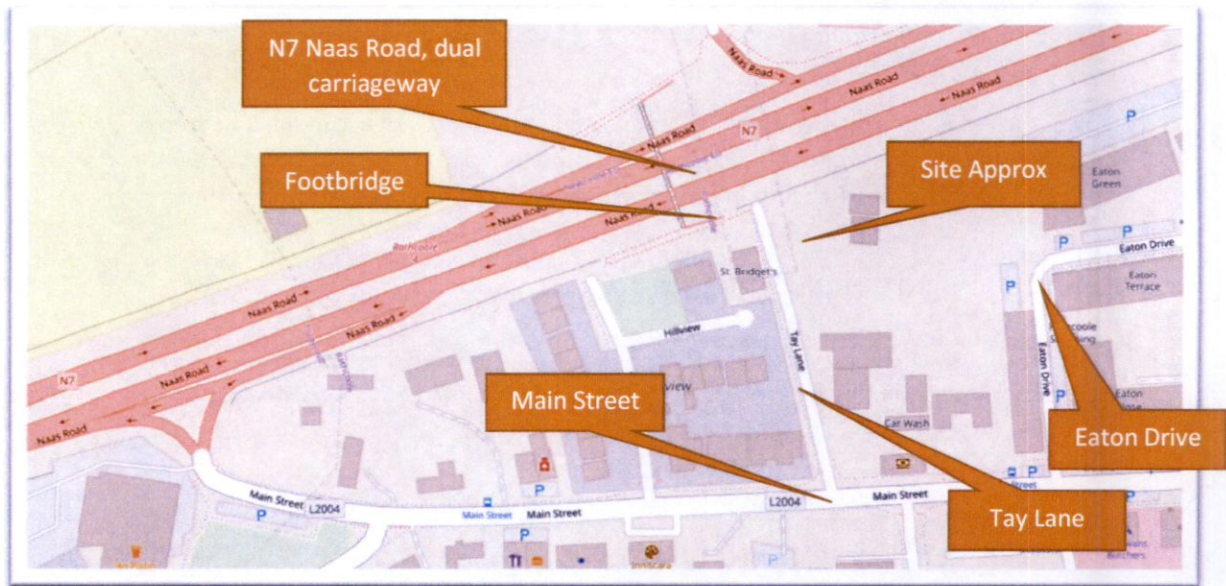 N7 Naas Road, dual
carriageway
Footbridge
Site Approx
Main Street
Eaton Drive
Tay Lane
Naas Road
Naas Road
Naas Road
Naas Road
N7
Naas Road
Naas Road
Naas Road
Naas Road
Naas Road
Naas Road
N7
Naas Road
Eaton
Green
P
P
Eaton Drive
Eaton
Terrace
P
Eaton Drive
St. Bridget's
Hillview
Tay Lane
Car Wash
P
Main Street
L2004
P
Main Street
Main Street
P
L2004
Main Street
P
P